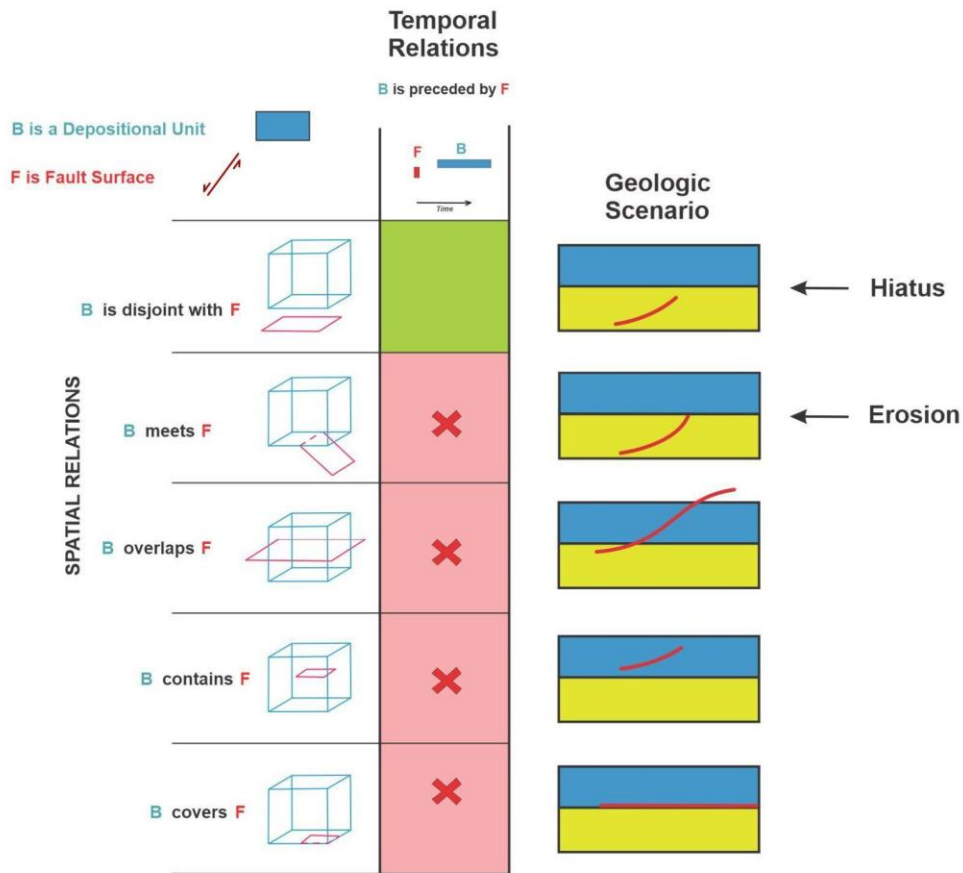 Temporal
Relations
B is preceded by F
B is a Depositional Unit
F is Fault Surface
F
B
Time
Geologic
Scenario
B is disjoint with F
Hiatus
SPATIAL RELATIONS
B meets F
Erosion
B overlaps F
B contains F
B covers F